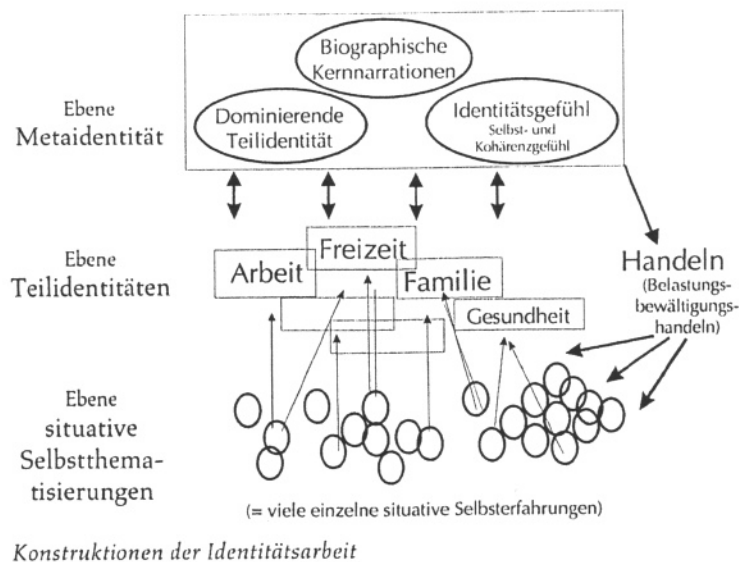 Biographische
Kernnarrationen
Ebene
Metaidentität
Dominierende
Teilidentität
Identitätsgefühl
Selbst- und
Kohärenzgefühl
Ebene
Teilidentitäten
Arbeit
Freizeit
Familie
Gesundheit
Handeln
(Belastungs-
bewältigungs-
handeln)
Ebene
situative
Selbstthema-
tisierungen
(= viele einzelne situative Selbsterfahrungen)
Konstruktionen der Identitätsarbeit